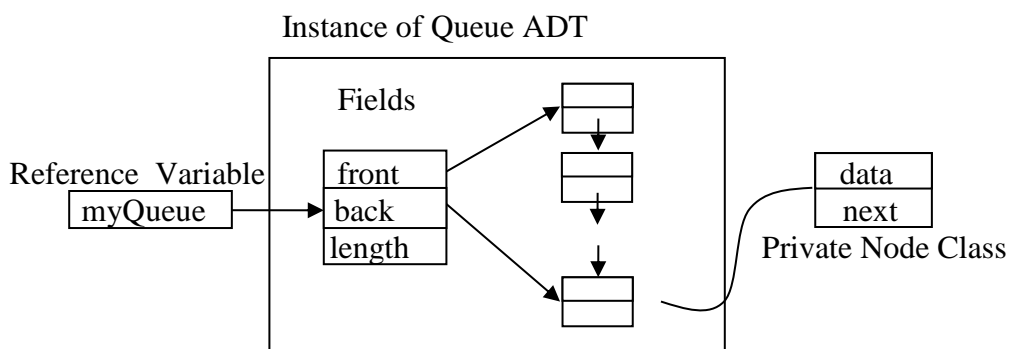 Instance of Queue ADT
Fields
Reference Variable
myQueue
front
back
length
data
next
Private Node Class